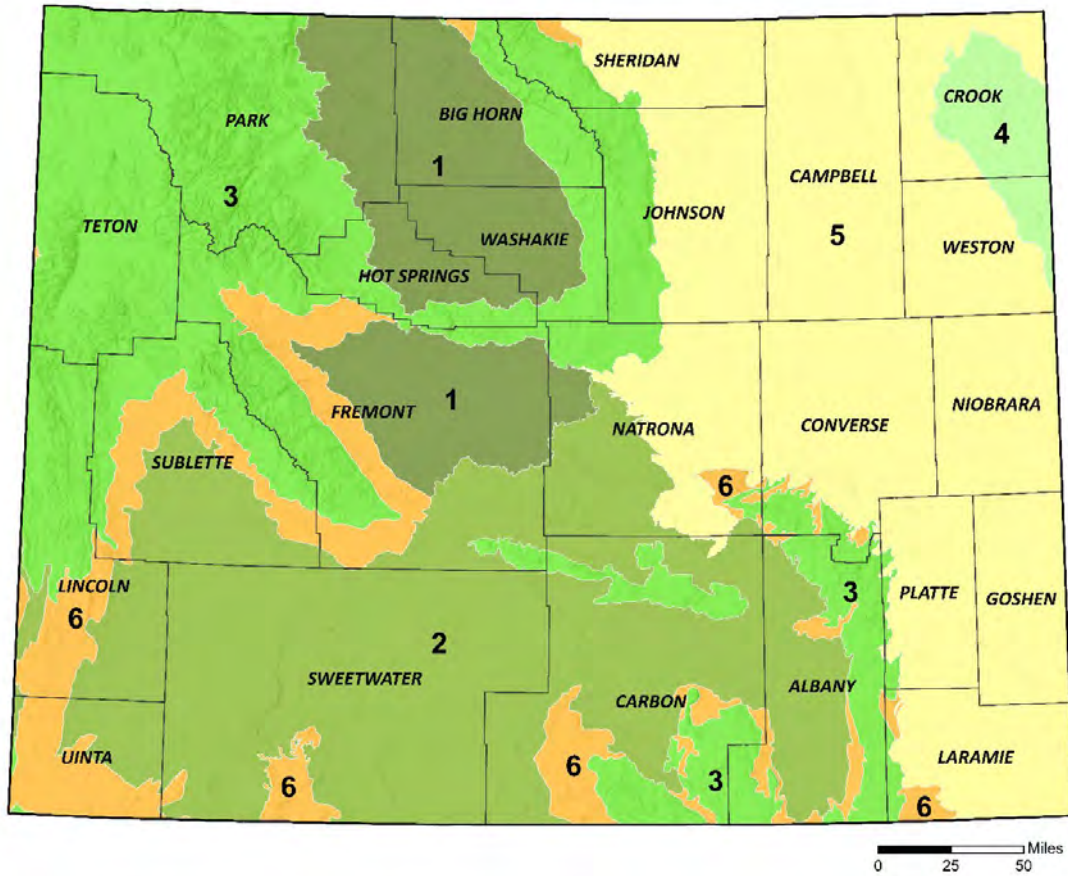 SHERIDAN
CROOK
PARK
BIG HORN
4
1
3
CAMPBELL
JOHNSON
TETON
5
WASHAKIE
WESTON
HOT SPRINGS
1
NIOBRARA
FREMONT
NATRONA
CONVERSE
SUBLETTE
6
LINCOLN
3
PLATTE
GOSHEN
6
2
SWEETWATER
ALBANY
CARBON
UINTA
LARAMIE
6
6
3
6
Miles
0 25 50